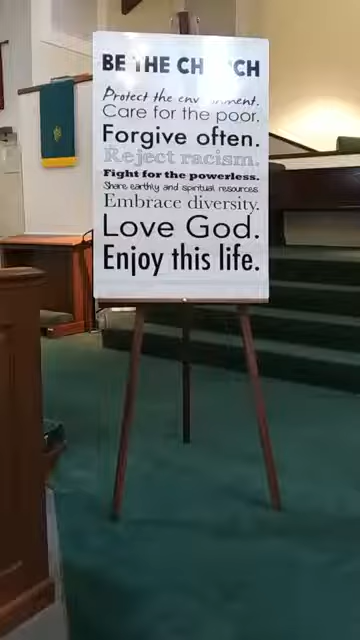 BE THE CHURCH
Protect the environment.
Care for the poor.
Forgive often.
Reject racism.
Fight for the powerless.
Share earthly and spiritual resources.
Embrace diversity.
Love God.
Enjoy this life.